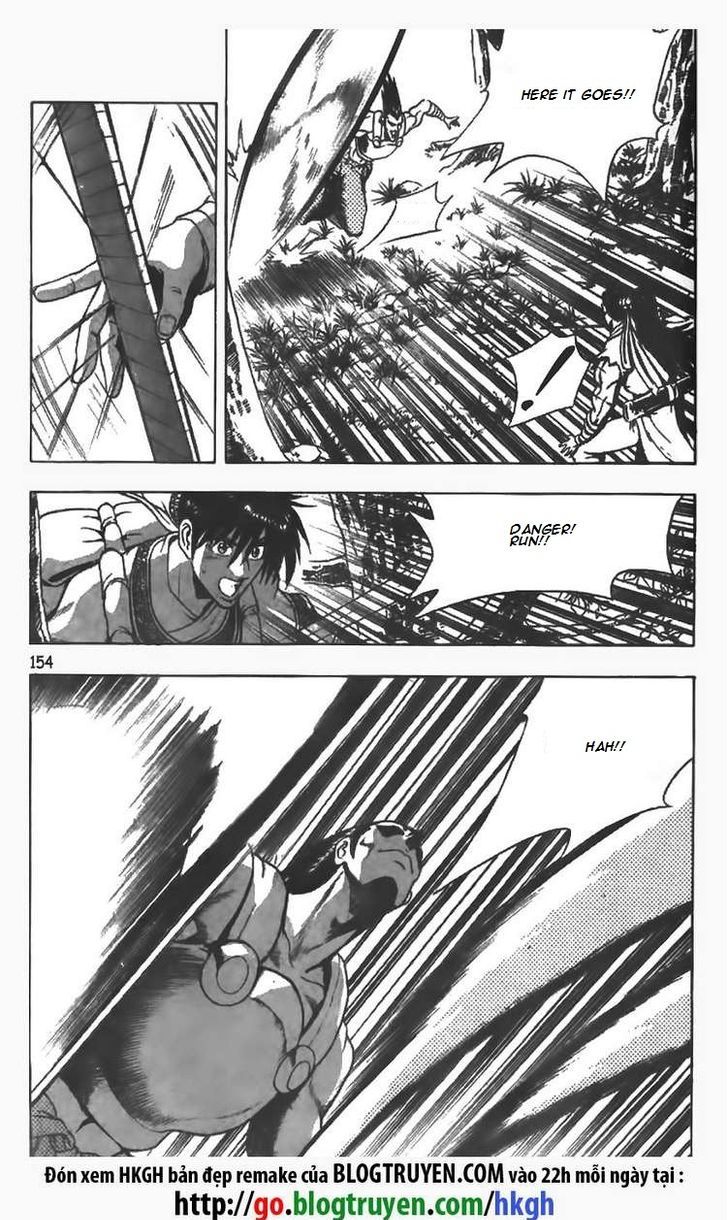 HERE IT GOES!!
!
DANGER!
RUN!!
154
HAH!!
Đón xem HKGH bản đẹp remake của BLOGTRUYEN.COM vào 22h mỗi ngày tại :
http://go.blogtruyen.com/hkgh